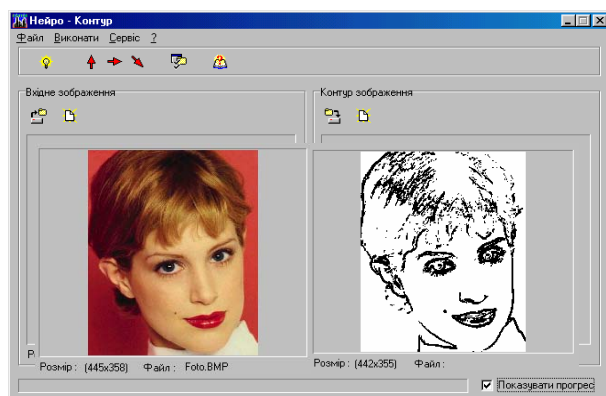 Нейро - Контур
Файл Виконати Сервіс ?
Вхідне зображення
Контур зображення
Розмір : (445x358) Файл : Foto.BMP
Розмір : (442x355) Файл :
Показувати прогрес